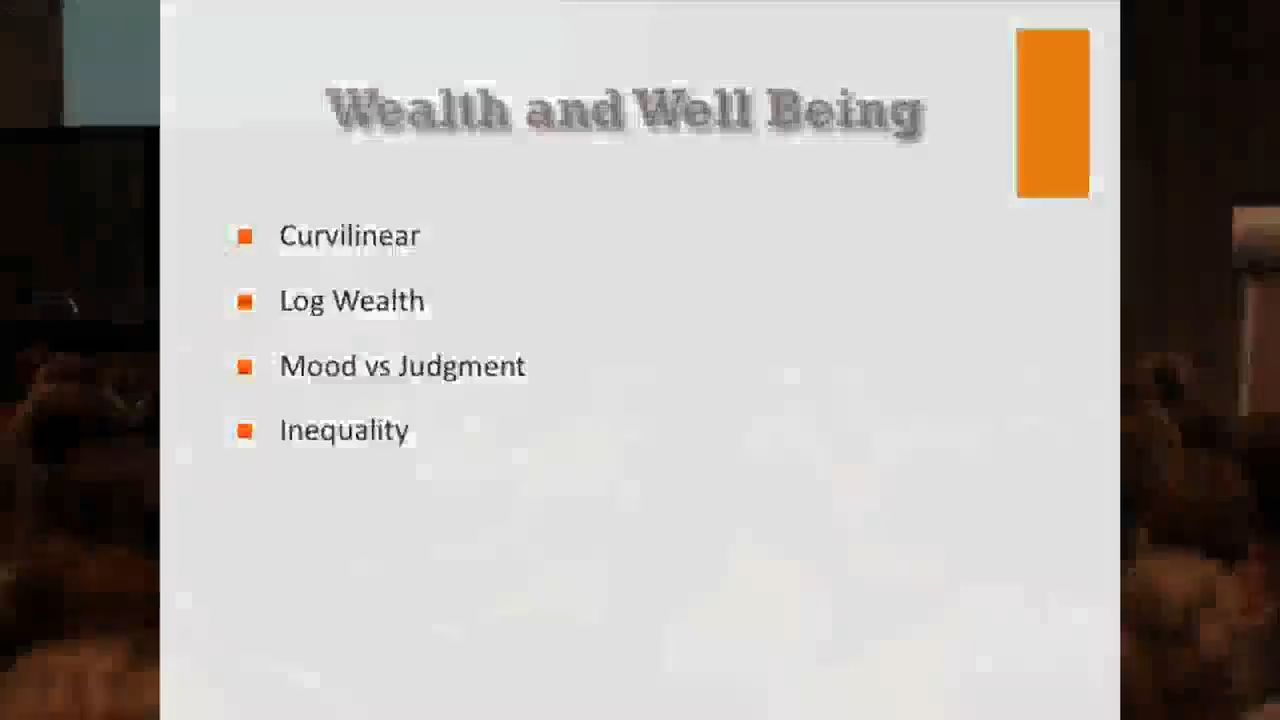 Wealth and Well Being
Curvilinear
Log Wealth
Mood vs Judgment
Inequality